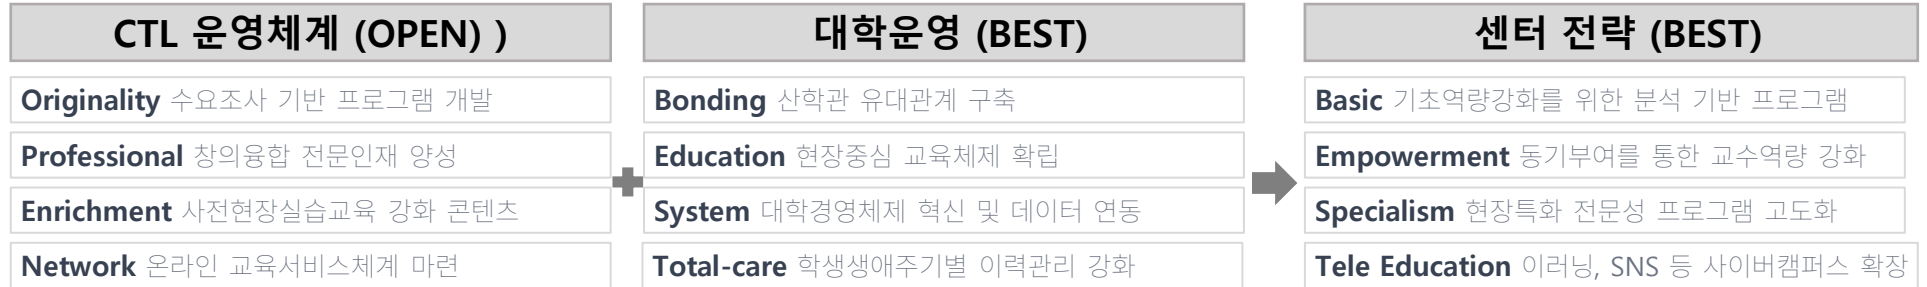 CTL 운영체계 (OPEN) )
Originality 수요조사 기반 프로그램 개발
Professional 창의융합 전문인재 양성
Enrichment 사전현장실습교육 강화 콘텐츠
Network 온라인 교육서비스체계 마련
대학운영 (BEST)
Bonding 산학관 유대관계 구축
Education 현장중심 교육체제 확립
System 대학경영체제 혁신 및 데이터 연동
Total-care 학생생애주기별 이력관리 강화
센터 전략 (BEST)
Basic 기초역량강화를 위한 분석 기반 프로그램
Empowerment 동기부여를 통한 교수역량 강화
Specialism 현장특화 전문성 프로그램 고도화
Tele Education 이러닝, SNS 등 사이버캠퍼스 확장